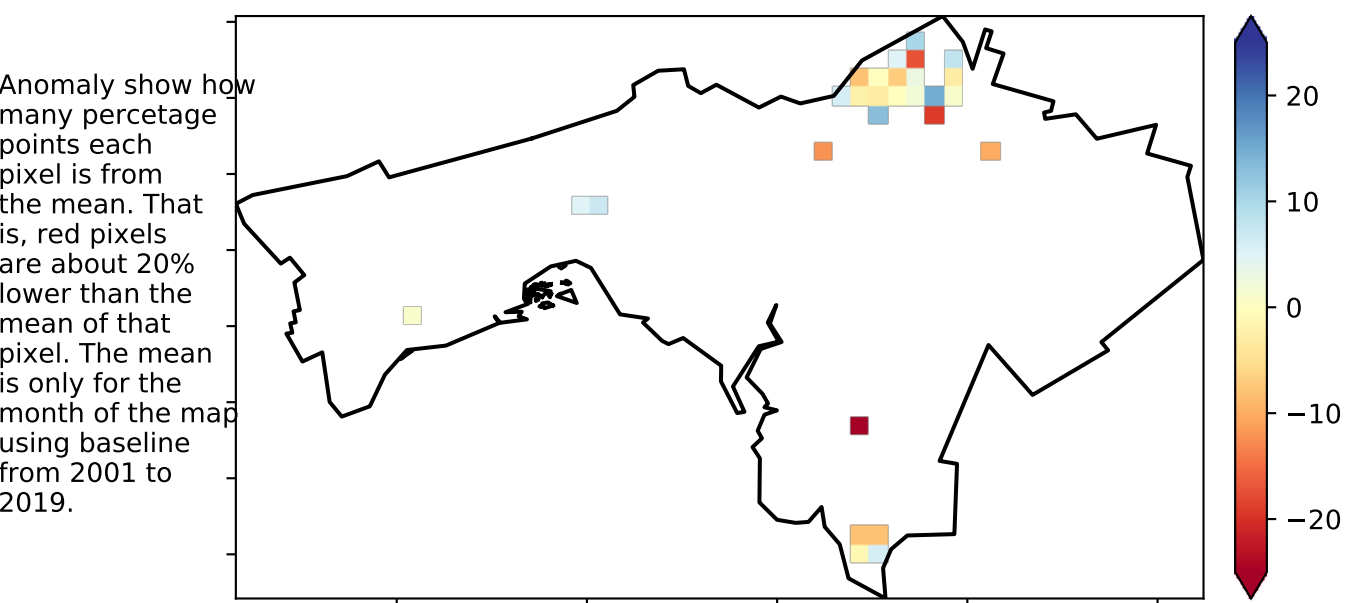 Anomaly show how
many percetage
points each
pixel is from
the mean. That
is, red pixels
are about 20%
lower than the
mean of that
pixel. The mean
is only for the
month of the map
using baseline
from 2001 to
2019.
20
10
0
−10
−20